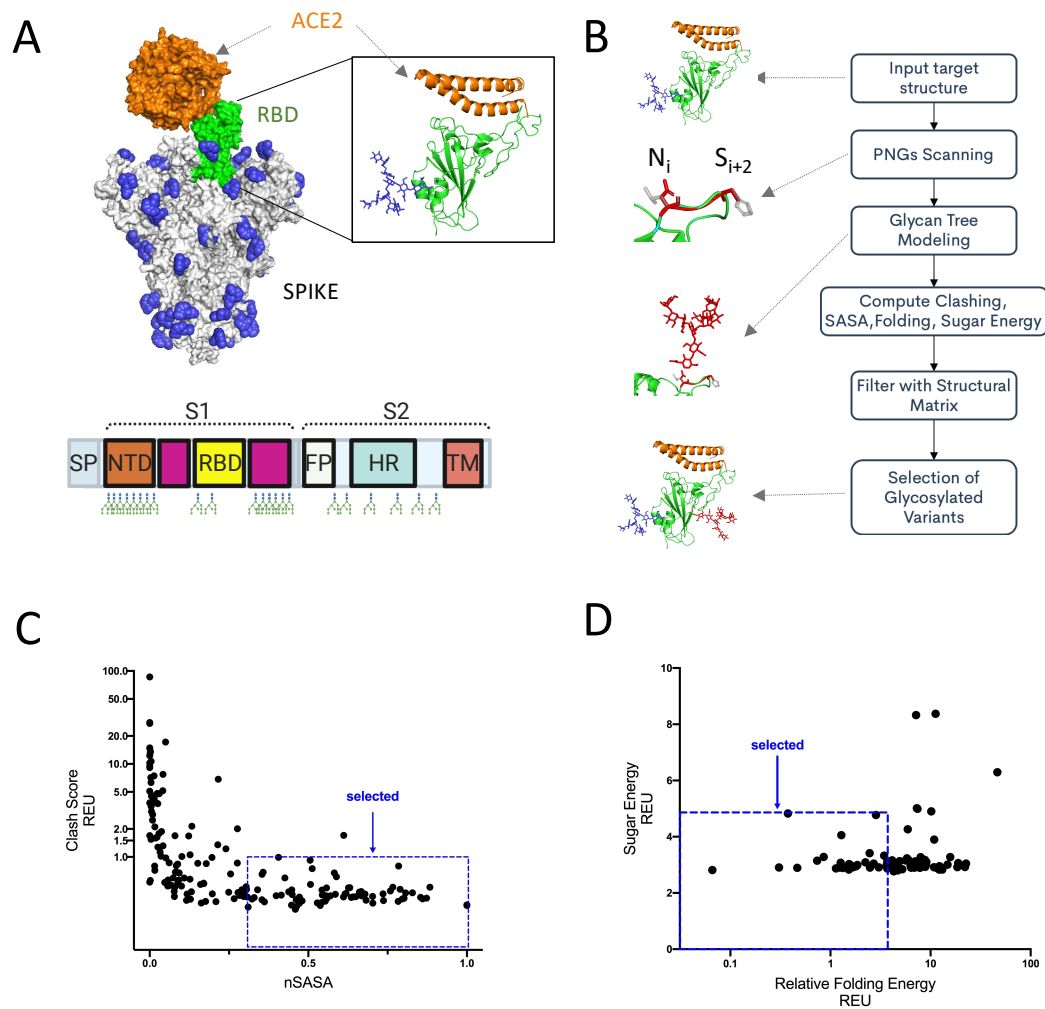 A
ACE2
RBD
SPIKE
S1
S2
SP
NTD
RBD
FP
HR
TM
B
Input target
structure
PNGs Scanning
Ni
Si+2
Glycan Tree
Modeling
Compute Clashing,
SASA,Folding, Sugar Energy
Filter with Structural
Matrix
Selection of
Glycosylated
Variants
C
Clash Score
REU
100.0
50.0
20.0
10.0
5.0
2.0
1.5
1.0
selected
0.0
0.5
1.0
nSASA
D
Sugar Energy
REU
10
8
6
4
2
0
selected
0.1
1
10
100
Relative Folding Energy
REU